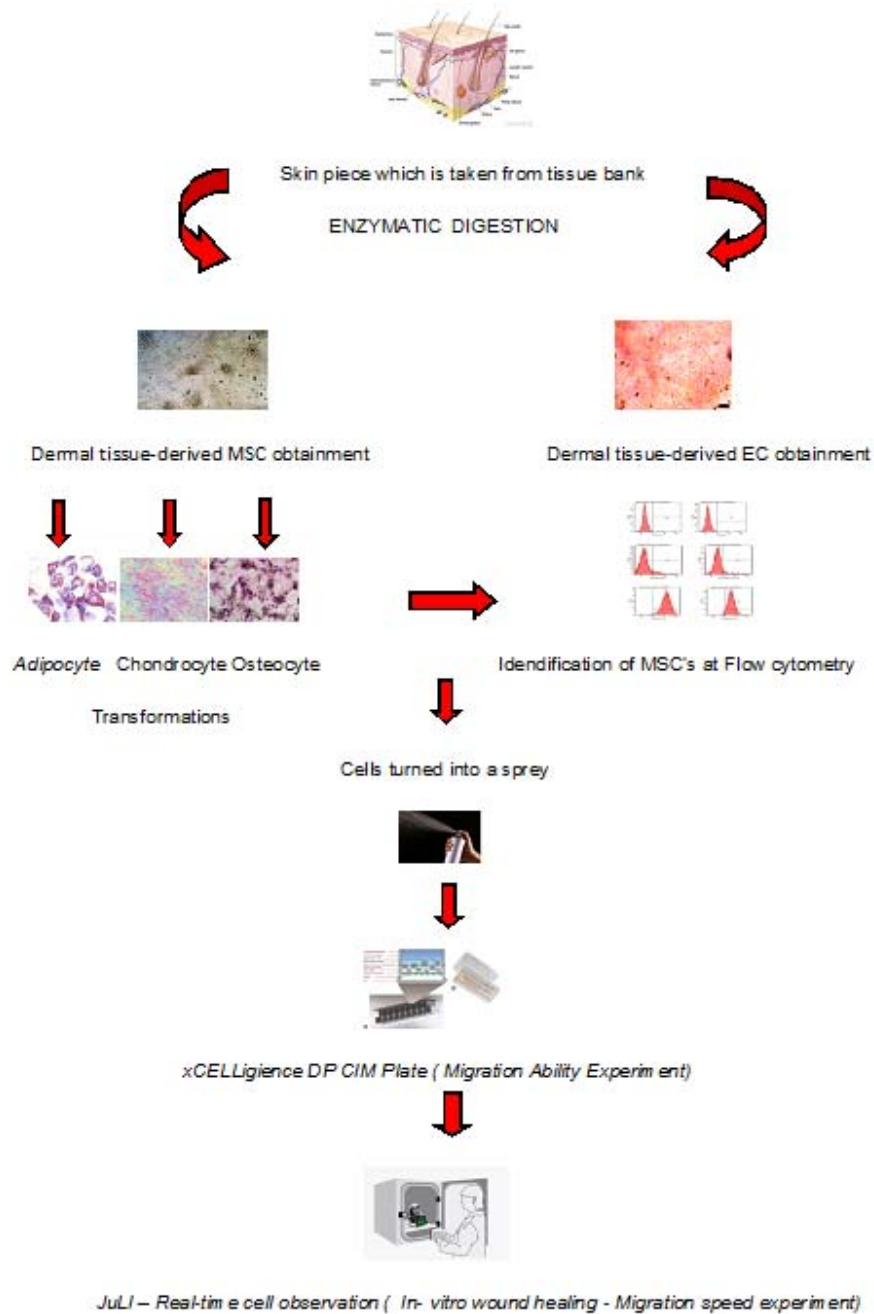 Skin piece which is taken from tissue bank
ENZYMATIC DIGESTION
Dermal tissue-derived MSC obtainment
Dermal tissue-derived EC obtainment
Adipocyte Chondrocyte Osteocyte
Transformations
Idendification of MSC's at Flow cytometry
Cells turned into a sprey
xCELLigience DP CIM Plate ( Migration Ability Experiment)
JuLI – Real-time cell observation ( In- vitro wound healing - Migration speed experiment)